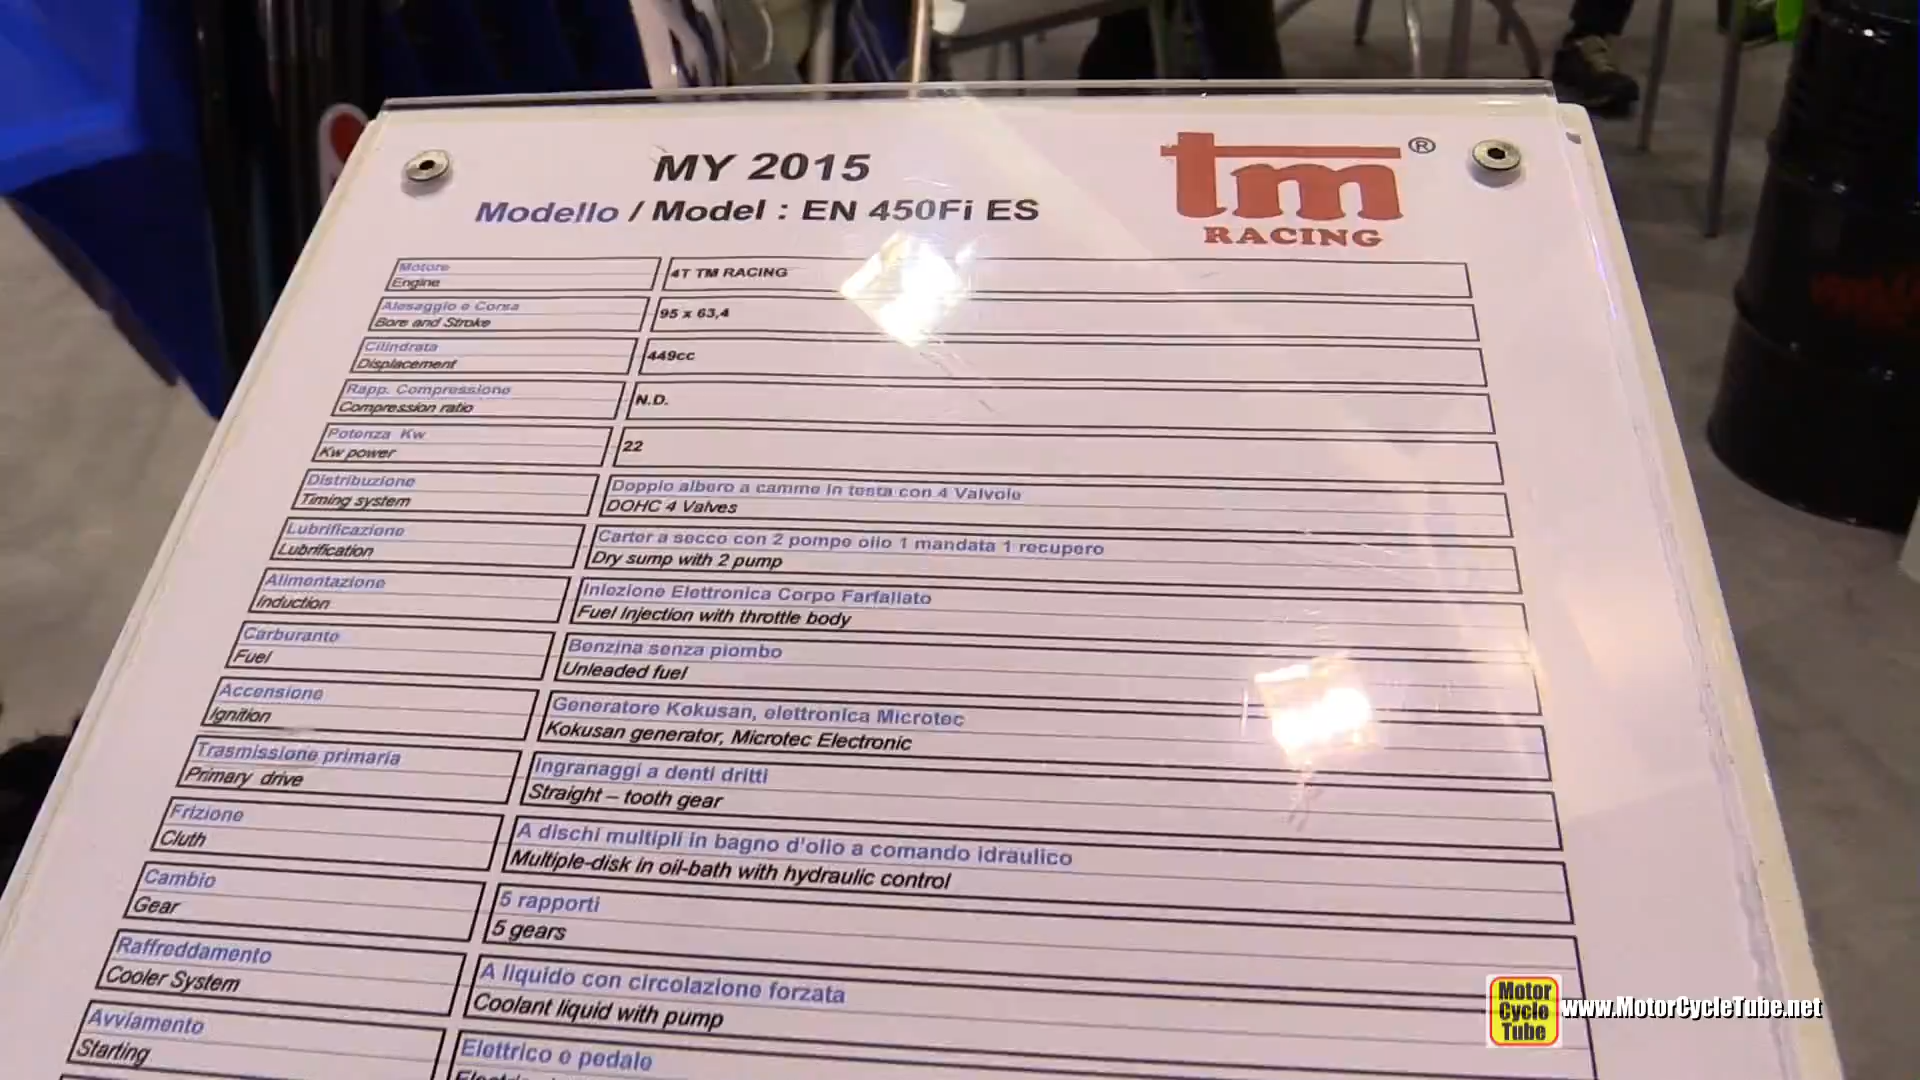 MY 2015
Modello / Model : EN 450Fi ES
tm ®
RACING
Motore
Engine
4T TM RACING
Alesaggio e Corsa
Bore and Stroke
95 x 63,4
Cilindrata
Displacement
449cc
Rapp. Compressione
Compression ratio
N.D.
Potenza Kw
Kw power
22
Distribuzione
Timing system
Doppio albero a camme in testa con 4 Valvole
DOHC 4 Valves
Lubrificazione
Lubrification
Carter a secco con 2 pompe olio 1 mandata 1 recupero
Dry sump with 2 pump
Alimentazione
Induction
Iniezione Elettronica Corpo Farfallato
Fuel Injection with throttle body
Carburante
Fuel
Benzina senza piombo
Unleaded fuel
Accensione
Ignition
Generatore Kokusan, elettronica Microtec
Kokusan generator, Microtec Electronic
Trasmissione primaria
Primary drive
Ingranaggi a denti dritti
Straight – tooth gear
Frizione
Cluth
A dischi multipli in bagno d'olio a comando idraulico
Multiple-disk in oil-bath with hydraulic control
Cambio
Gear
5 rapporti
5 gears
Raffreddamento
Cooler System
A liquido con circolazione forzata
Coolant liquid with pump
Avviamento
Starting
Elettrico e pedale
Motor
Cycle
Tube
www.MotorCycleTube.net